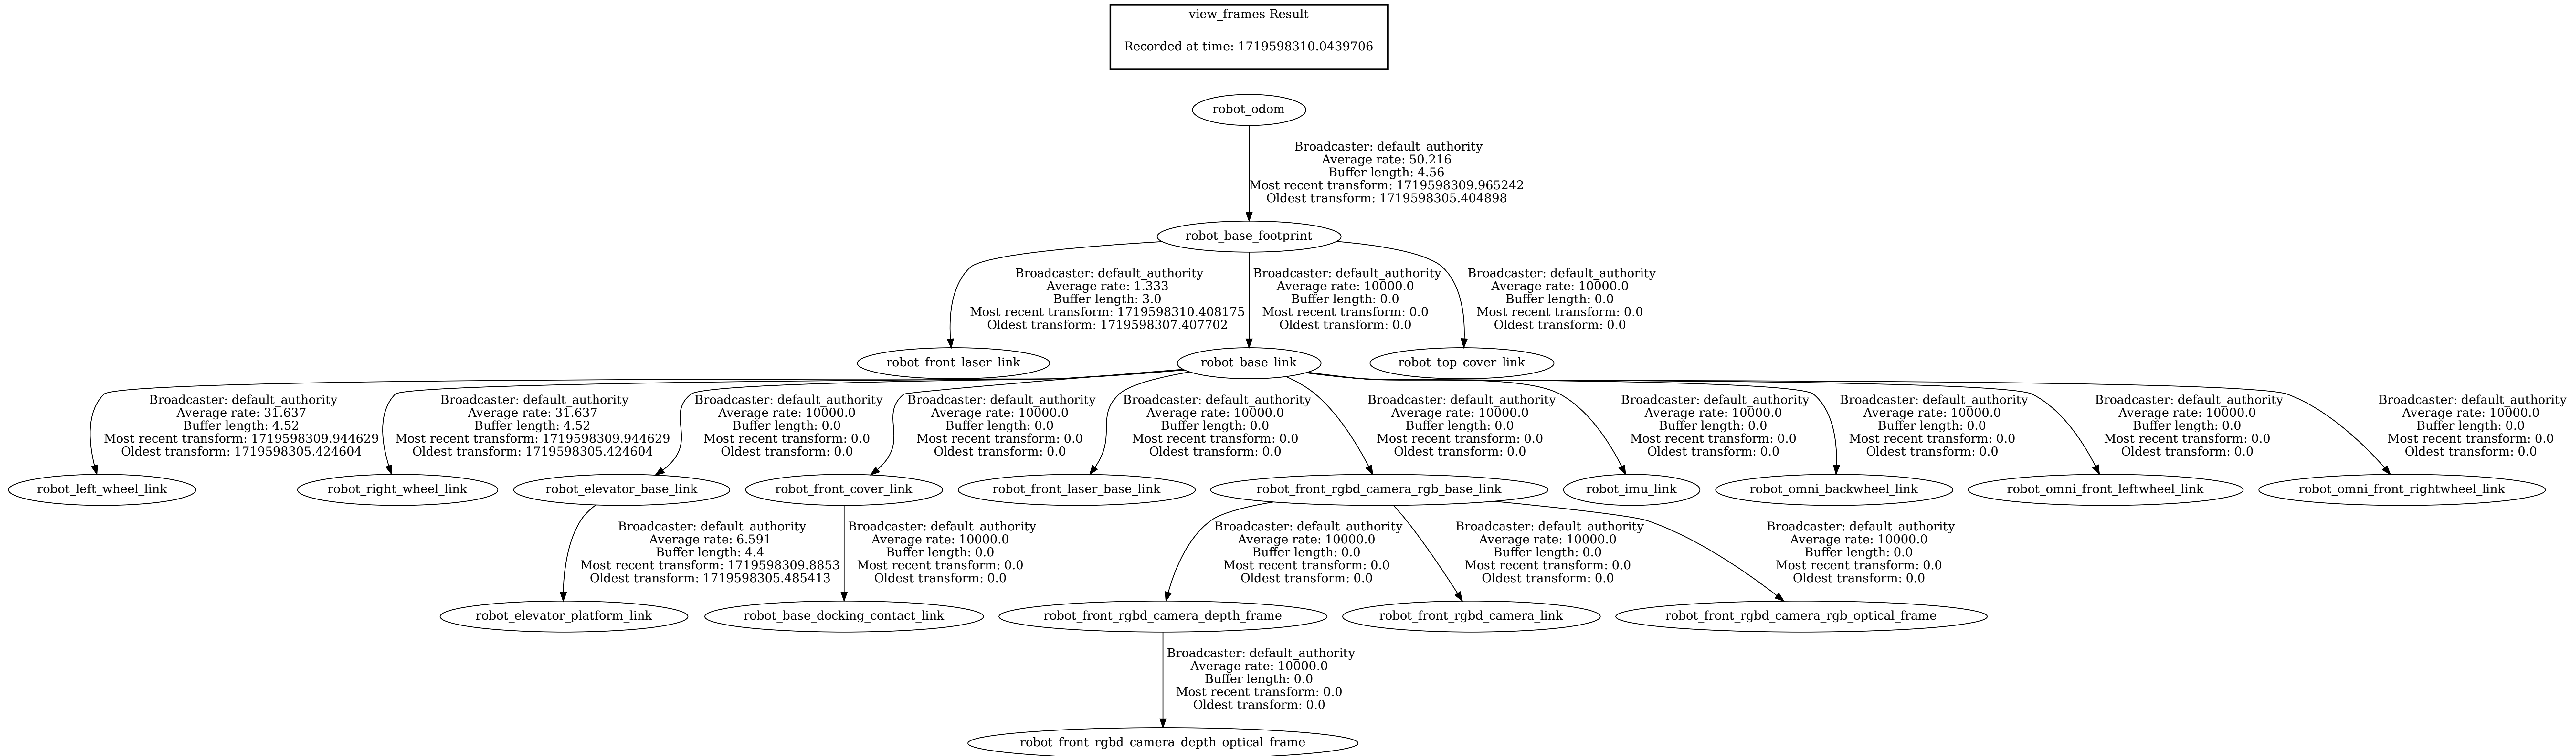 view_frames Result
Recorded at time: 1719598310.0439706
robot_odom
Broadcaster: default_authority
Average rate: 50.216
Buffer length: 4.56
Most recent transform: 1719598309.965242
Oldest transform: 1719598305.404898
robot_base_footprint
Broadcaster: default_authority
Average rate: 1.333
Buffer length: 3.0
Most recent transform: 1719598310.408175
Oldest transform: 1719598307.407702
Broadcaster: default_authority
Average rate: 10000.0
Buffer length: 0.0
Most recent transform: 0.0
Oldest transform: 0.0
Broadcaster: default_authority
Average rate: 10000.0
Buffer length: 0.0
Most recent transform: 0.0
Oldest transform: 0.0
robot_front_laser_link
robot_base_link
robot_top_cover_link
Broadcaster: default_authority
Average rate: 31.637
Buffer length: 4.52
Most recent transform: 1719598309.944629
Oldest transform: 1719598305.424604
Broadcaster: default_authority
Average rate: 31.637
Buffer length: 4.52
Most recent transform: 1719598309.944629
Oldest transform: 1719598305.424604
Broadcaster: default_authority
Average rate: 10000.0
Buffer length: 0.0
Most recent transform: 0.0
Oldest transform: 0.0
Broadcaster: default_authority
Average rate: 10000.0
Buffer length: 0.0
Most recent transform: 0.0
Oldest transform: 0.0
Broadcaster: default_authority
Average rate: 10000.0
Buffer length: 0.0
Most recent transform: 0.0
Oldest transform: 0.0
Broadcaster: default_authority
Average rate: 10000.0
Buffer length: 0.0
Most recent transform: 0.0
Oldest transform: 0.0
Broadcaster: default_authority
Average rate: 10000.0
Buffer length: 0.0
Most recent transform: 0.0
Oldest transform: 0.0
Broadcaster: default_authority
Average rate: 10000.0
Buffer length: 0.0
Most recent transform: 0.0
Oldest transform: 0.0
Broadcaster: default_authority
Average rate: 10000.0
Buffer length: 0.0
Most recent transform: 0.0
Oldest transform: 0.0
Broadcaster: default_authority
Average rate: 10000.0
Buffer length: 0.0
Most recent transform: 0.0
Oldest transform: 0.0
robot_left_wheel_link
robot_right_wheel_link
robot_elevator_base_link
robot_front_cover_link
robot_front_laser_base_link
robot_front_rgbd_camera_rgb_base_link
robot_imu_link
robot_omni_backwheel_link
robot_omni_front_leftwheel_link
robot_omni_front_rightwheel_link
Broadcaster: default_authority
Average rate: 6.591
Buffer length: 4.4
Most recent transform: 1719598309.8853
Oldest transform: 1719598305.485413
Broadcaster: default_authority
Average rate: 10000.0
Buffer length: 0.0
Most recent transform: 0.0
Oldest transform: 0.0
Broadcaster: default_authority
Average rate: 10000.0
Buffer length: 0.0
Most recent transform: 0.0
Oldest transform: 0.0
Broadcaster: default_authority
Average rate: 10000.0
Buffer length: 0.0
Most recent transform: 0.0
Oldest transform: 0.0
Broadcaster: default_authority
Average rate: 10000.0
Buffer length: 0.0
Most recent transform: 0.0
Oldest transform: 0.0
robot_elevator_platform_link
robot_base_docking_contact_link
robot_front_rgbd_camera_depth_frame
robot_front_rgbd_camera_link
robot_front_rgbd_camera_rgb_optical_frame
Broadcaster: default_authority
Average rate: 10000.0
Buffer length: 0.0
Most recent transform: 0.0
Oldest transform: 0.0
robot_front_rgbd_camera_depth_optical_frame